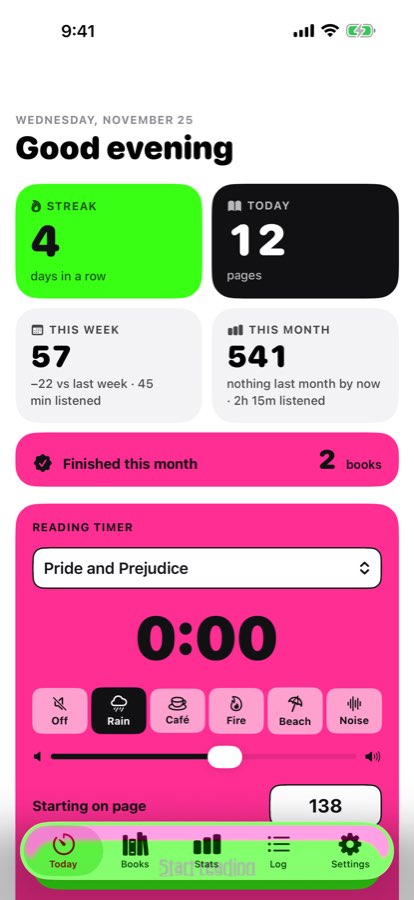 9:41
WEDNESDAY, NOVEMBER 25
Good evening
STREAK
4
days in a row
TODAY
12
pages
THIS WEEK
57
–22 vs last week · 45
min listened
THIS MONTH
541
nothing last month by now
· 2h 15m listened
Finished this month
2 books
READING TIMER
Pride and Prejudice
0:00
Off
Rain
Café
Fire
Beach
Noise
Starting on page
138
Start reading
Today
Books
Stats
Log
Settings